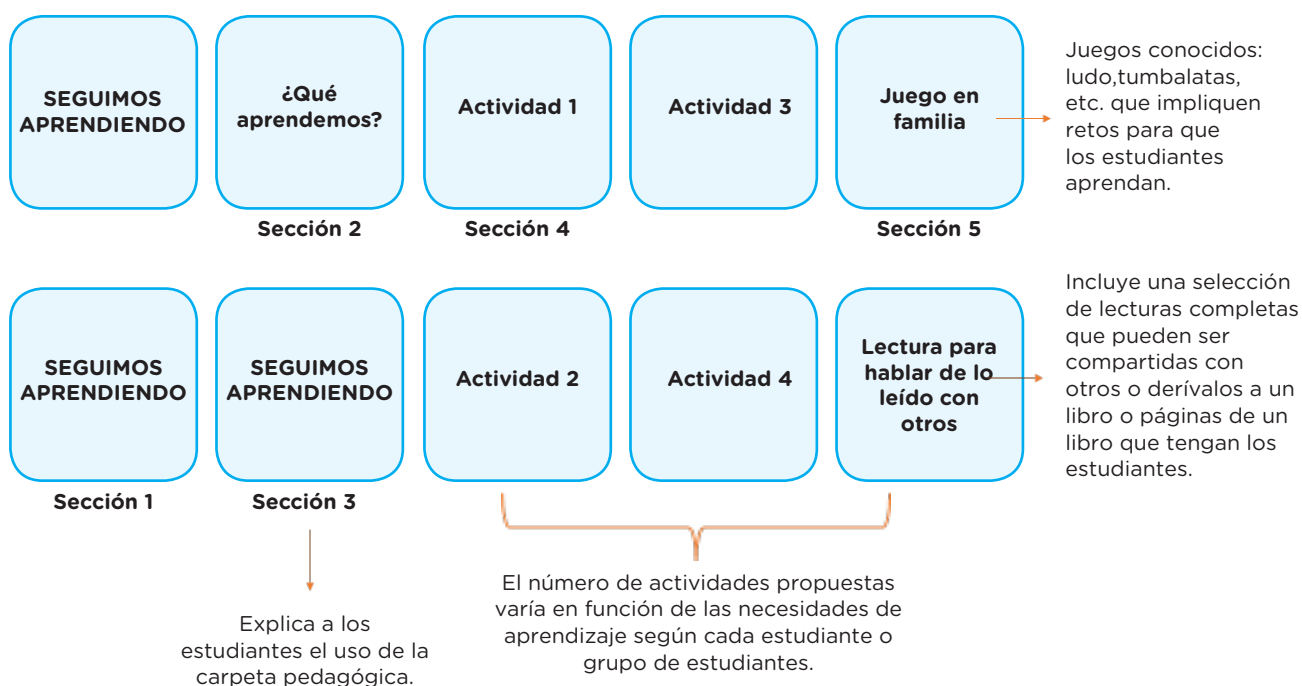 SEGUIMOS
APRENDIENDO
¿Qué
aprendemos?
Actividad 1
Actividad 3
Juego en
familia
Juegos conocidos:
ludo,tumbalatas,
etc. que impliquen
retos para que
los estudiantes
aprendan.
Sección 2
Sección 4
Sección 5
SEGUIMOS
APRENDIENDO
SEGUIMOS
APRENDIENDO
Actividad 2
Actividad 4
Lectura para
hablar de lo
leído con
otros
Incluye una selección
de lecturas completas
que pueden ser
compartidas con
otros o derívalos a un
libro o páginas de un
libro que tengan los
estudiantes.
Sección 1
Sección 3
Explica a los
estudiantes el uso de la
carpeta pedagógica.
El número de actividades propuestas
varía en función de las necesidades de
aprendizaje según cada estudiante o
grupo de estudiantes.